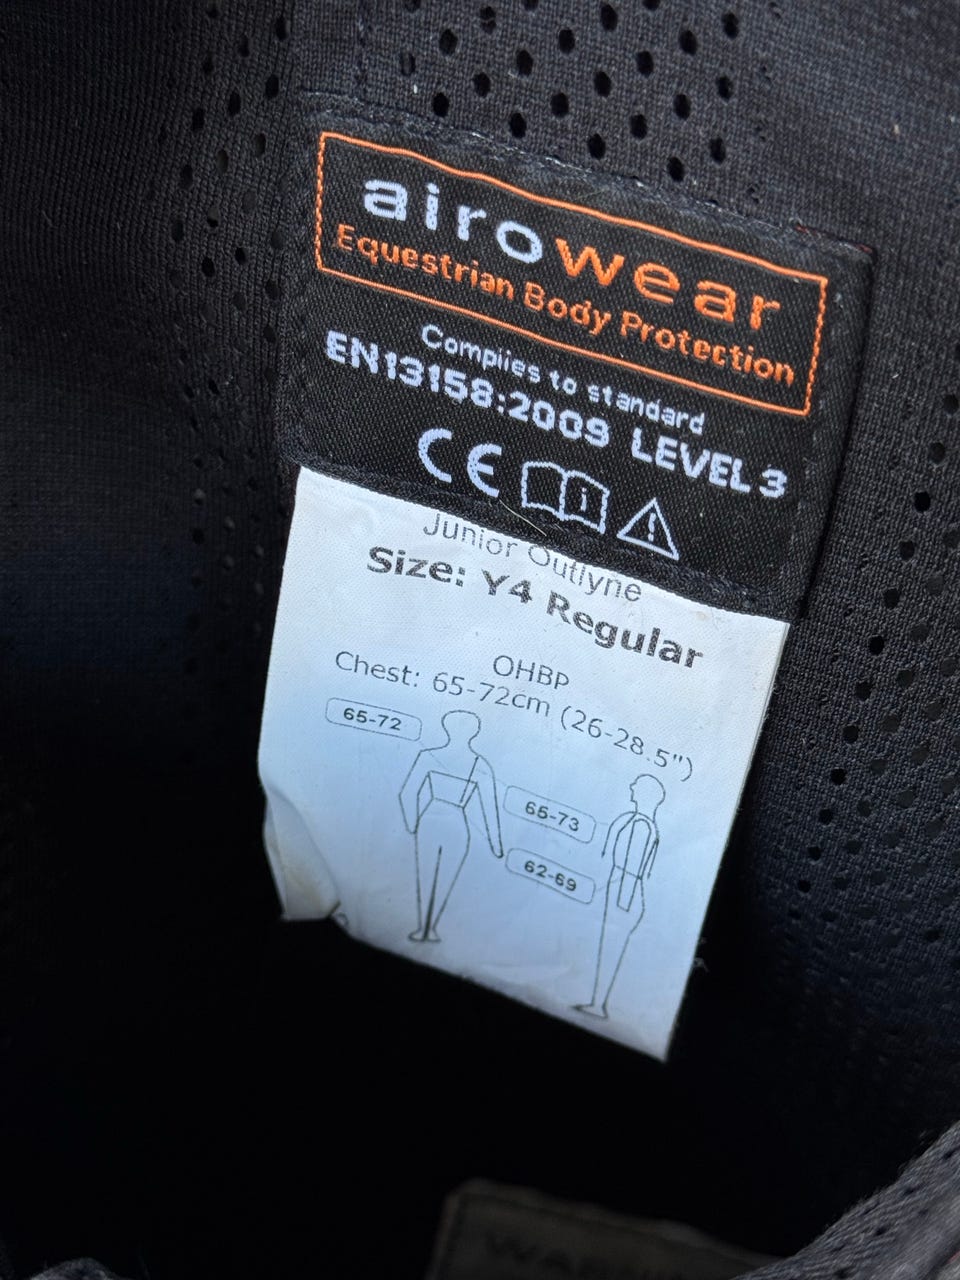 airowear
Equestrian Body Protection
Complies to standard
EN13158:2009 LEVEL 3
CE
Junior Outlyne
Size: Y4 Regular
OHBP
Chest: 65-72cm (26-28.5")
65-72
65-73
62-69